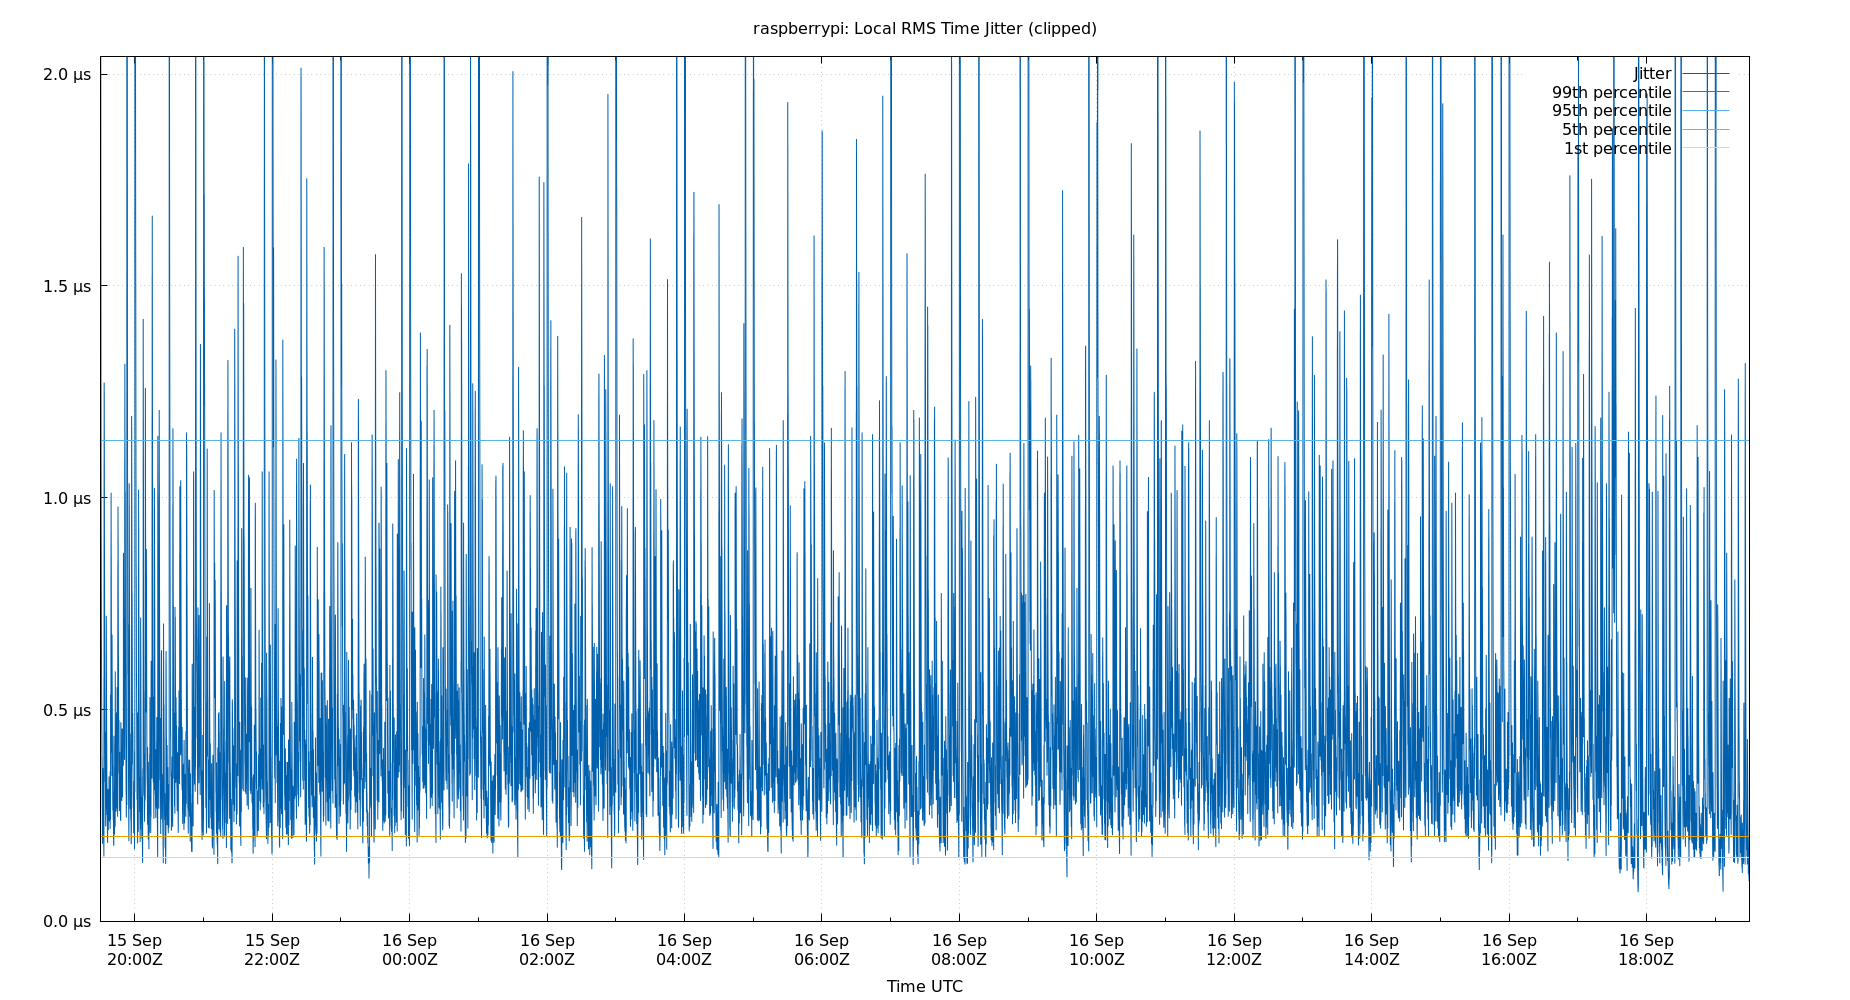 raspberrypi: Local RMS Time Jitter (clipped)
2.0 µs
1.5 µs
1.0 µs
0.5 µs
0.0 µs
Jitter
99th percentile
95th percentile
5th percentile
1st percentile
15 Sep 15 Sep 16 Sep 16 Sep 16 Sep 16 Sep 16 Sep 16 Sep 16 Sep 16 Sep 16 Sep 16 Sep
20:00Z 22:00Z 00:00Z 02:00Z 04:00Z 06:00Z 08:00Z 10:00Z 12:00Z 14:00Z 16:00Z 18:00Z
Time UTC